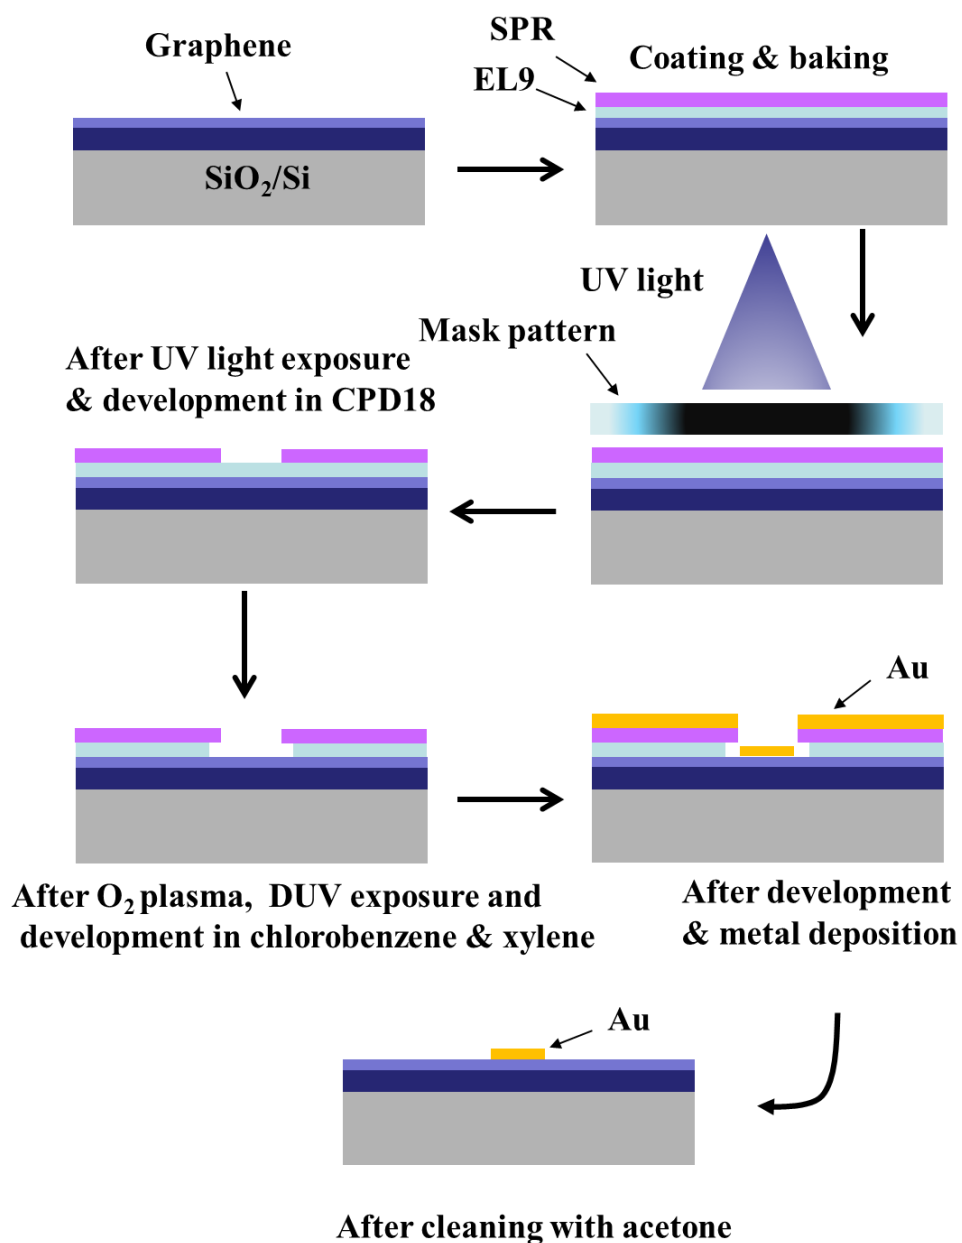 Graphene
SiO2/Si
SPR
EL9
Coating & baking
UV light
Mask pattern
After UV light exposure
& development in CPD18
After O2 plasma, DUV exposure and
development in chlorobenzene & xylene
Au
After development
& metal deposition
Au
After cleaning with acetone